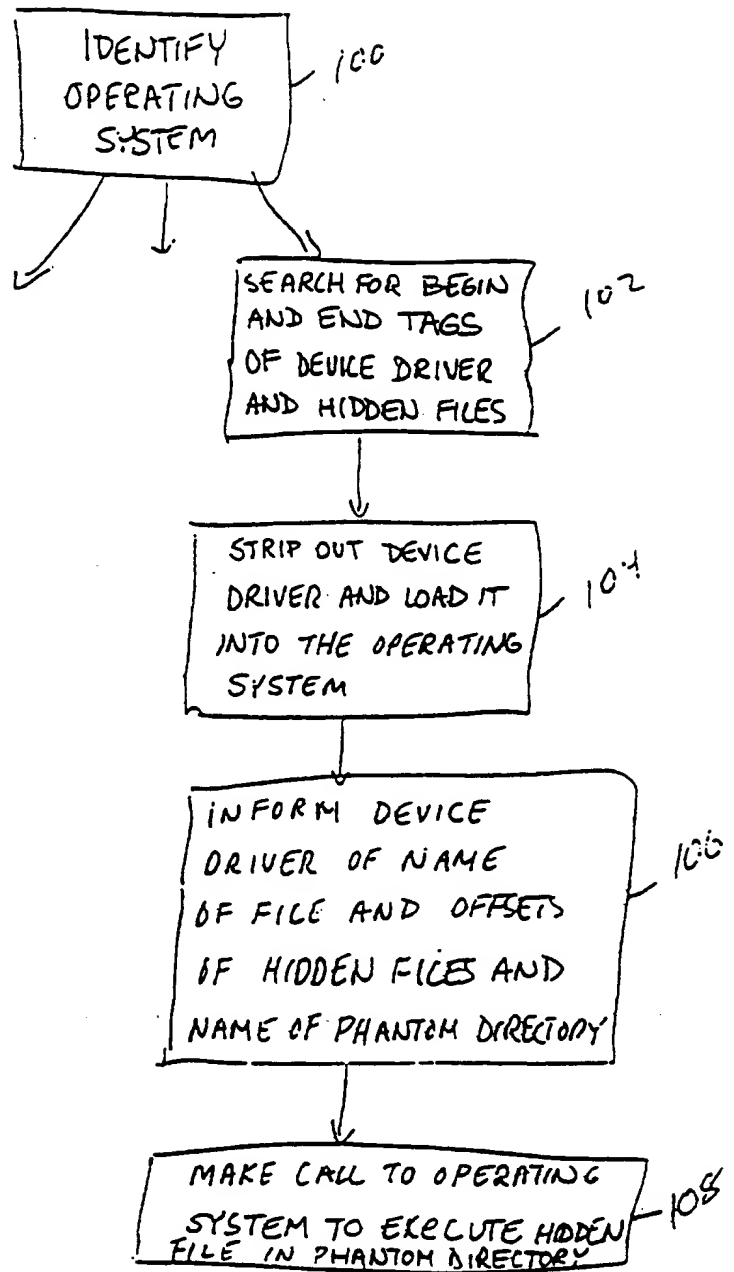 IDENTIFY
OPERATING
SYSTEM
100
SEARCH FOR BEGIN
AND END TAGS
OF DEVICE DRIVER
AND HIDDEN FILES
102
STRIP OUT DEVICE
DRIVER AND LOAD IT
INTO THE OPERATING
SYSTEM
104
INFORM DEVICE
DRIVER OF NAME
OF FILE AND OFFSETS
OF HIDDEN FILES AND
NAME OF PHANTOM DIRECTORY
106
MAKE CALL TO OPERATING
SYSTEM TO EXECUTE HIDDEN
FILE IN PHANTOM DIRECTORY
108